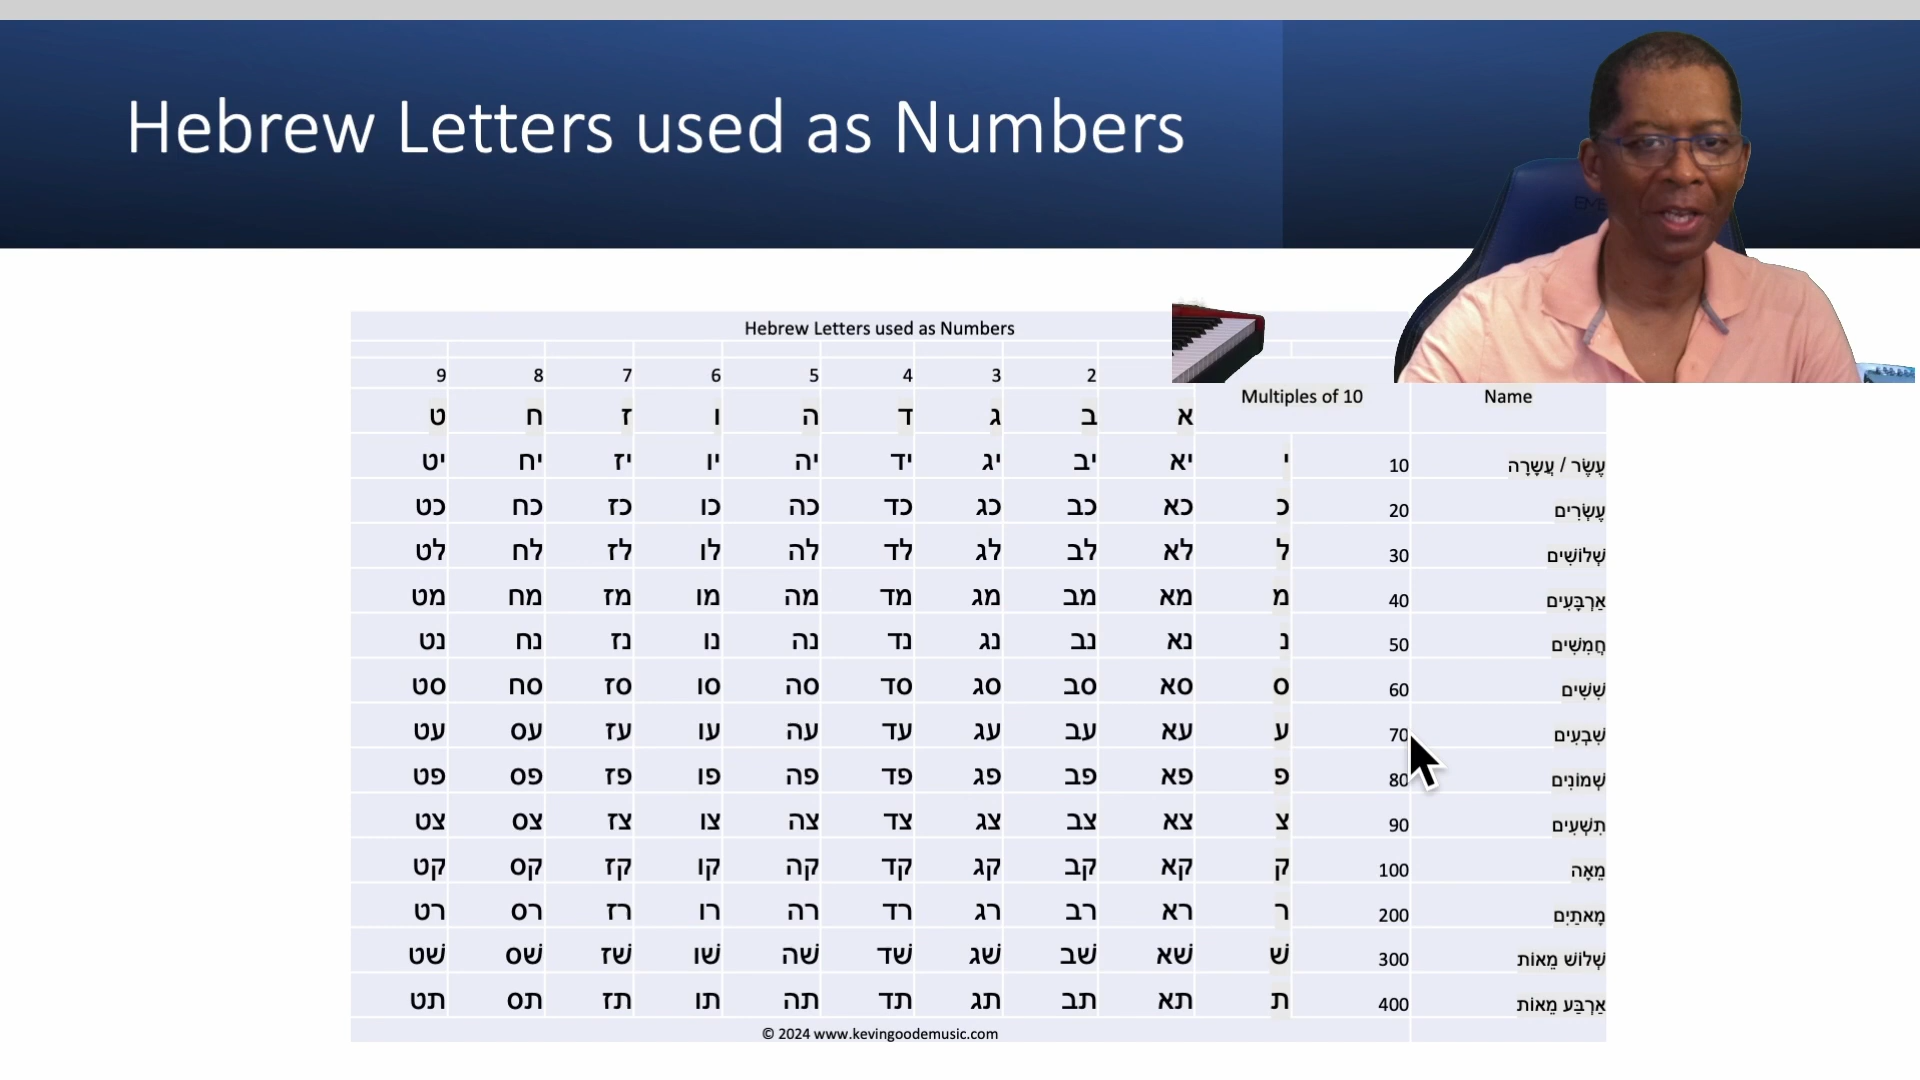 Hebrew Letters used as Numbers
EME
Hebrew Letters used as Numbers
9 8 7 6 5 4 3 2
ט ח ז ו ה ד ג ב א Multiples of 10 Name
יט יח יז יו יה יד יג יב יא י 10 עֶשֶׂר / עֲשָׂרָה
כט כח כז כו כה כד כג כב כא כ 20 עֶשְׂרִים
לט לח לז לו לה לד לג לב לא ל 30 שְׁלוֹשִׁים
מט מח מז מו מה מד מג מב מא מ 40 אַרְבָּעִים
נט נח נז נו נה נד נג נב נא נ 50 חֲמִשִּׁים
סט סח סז סו סה סד סג סב סא ס 60 שִׁשִּׁים
עט עס עז עו עה עד עג עב עא ע 70 שִׁבְעִים
פט פס פז פו פה פד פג פב פא פ 80 שְׁמוֹנִים
צט צס צז צו צה צד צג צב צא צ 90 תִּשְׁעִים
קט קס קז קו קה קד קג קב קא ק 100 מֵאָה
רט רס רז רו רה רד רג רב רא ר 200 מָאתַיִם
שׁט שׁס שׁז שׁו שׁה שׁד שׁג שׁב שׁא שׁ 300 שְׁלוֹשׁ מֵאוֹת
תט תס תז תו תה תד תג תב תא ת 400 אַרְבַּע מֵאוֹת
© 2024 www.kevingoodemusic.com